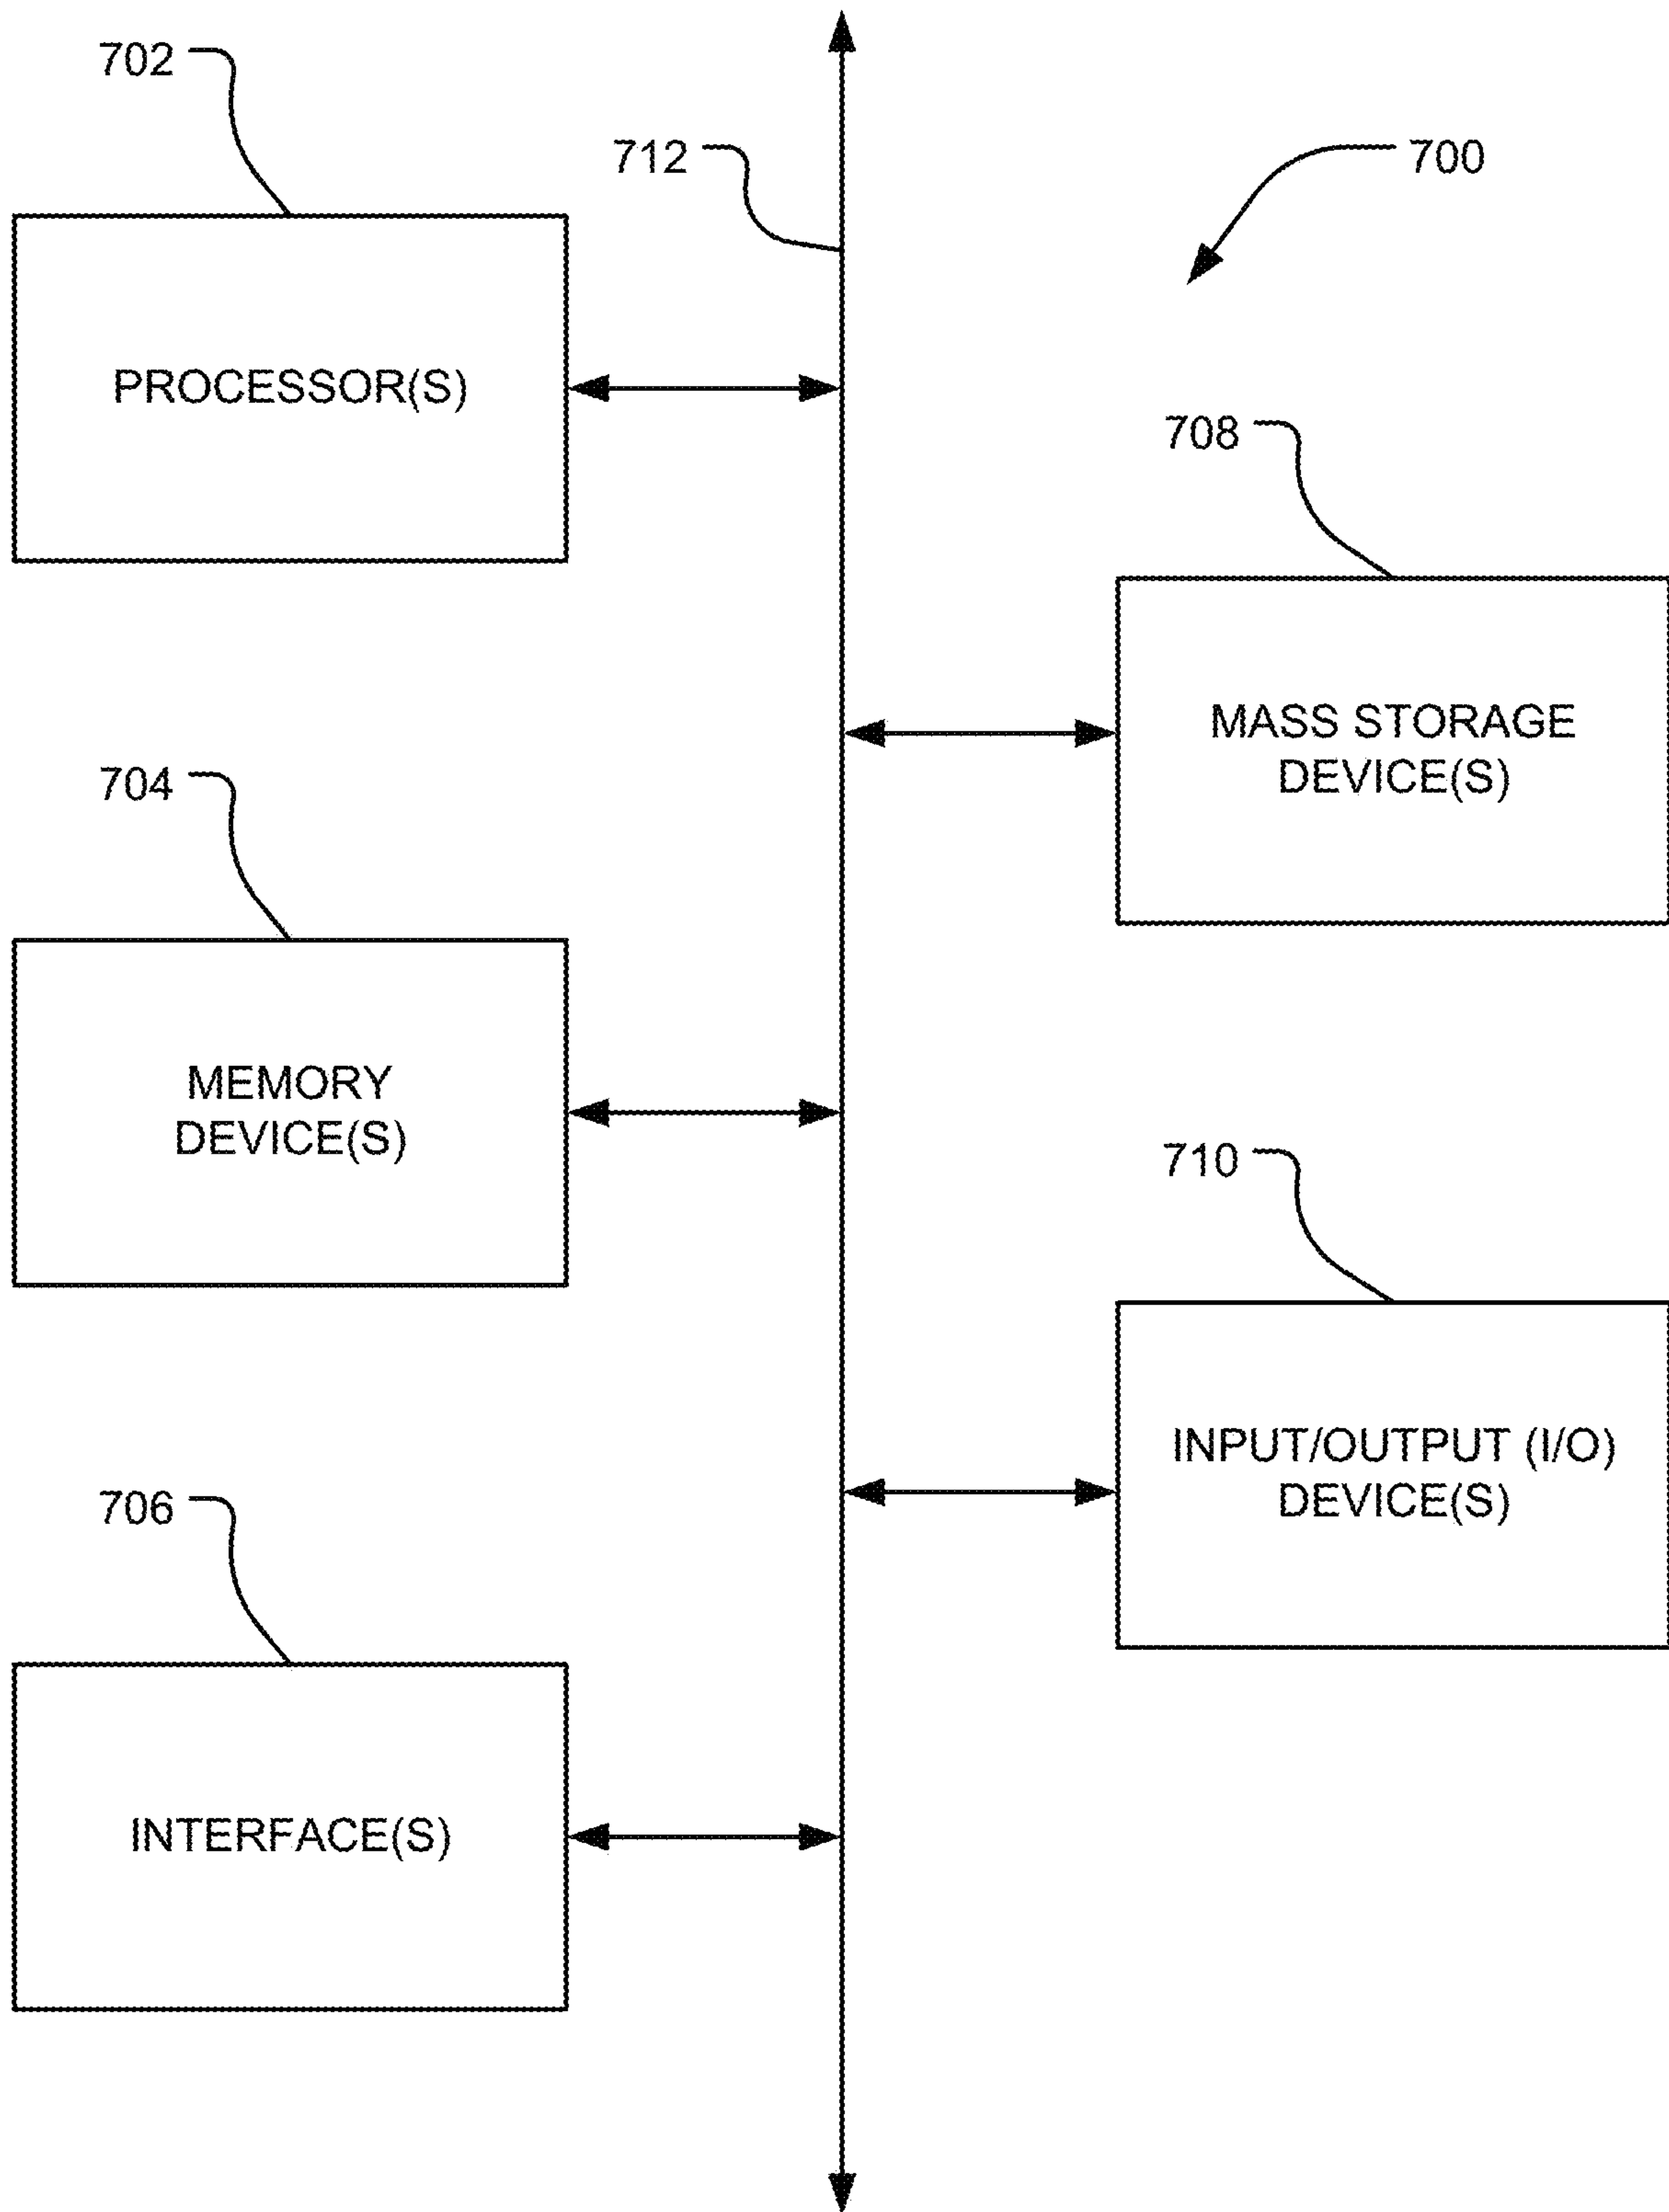 702
712
700
PROCESSOR(S)
708
MASS STORAGE
DEVICE(S)
704
MEMORY
DEVICE(S)
710
INPUT/OUTPUT (I/O)
DEVICE(S)
706
INTERFACE(S)